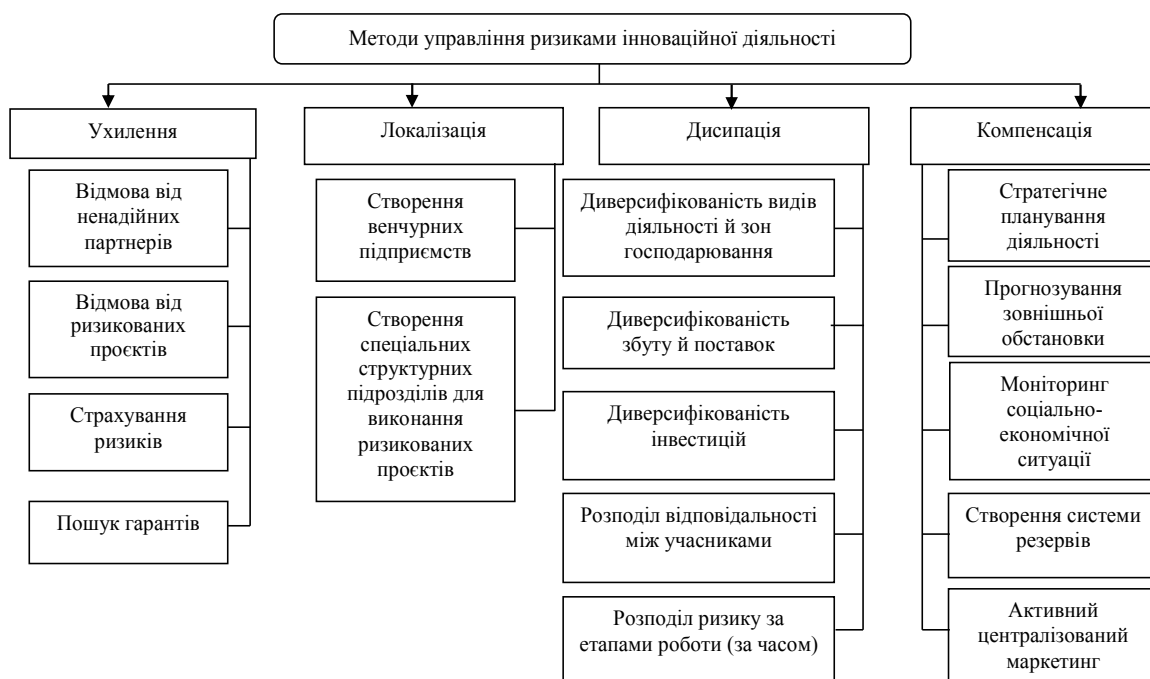 Методи управління ризиками інноваційної діяльності
Ухилення
Відмова від
ненадійних
партнерів
Відмова від
ризикованих
проєктів
Страхування
ризиків
Пошук гарантів
Локалізація
Створення
венчурних
підприємств
Створення
спеціальних
структурних
підрозділів для
виконання
ризикованих
проєктів
Дисипація
Диверсифікованість видів
діяльності й зон
господарювання
Диверсифікованість
збуту й поставок
Диверсифікованість
інвестицій
Розподіл відповідальності
між учасниками
Розподіл ризику за
етапами роботи (за часом)
Компенсація
Стратегічне
планування
діяльності
Прогнозування
зовнішньої
обстановки
Моніторинг
соціально-
економічної
ситуації
Створення системи
резервів
Активний
централізований
маркетинг